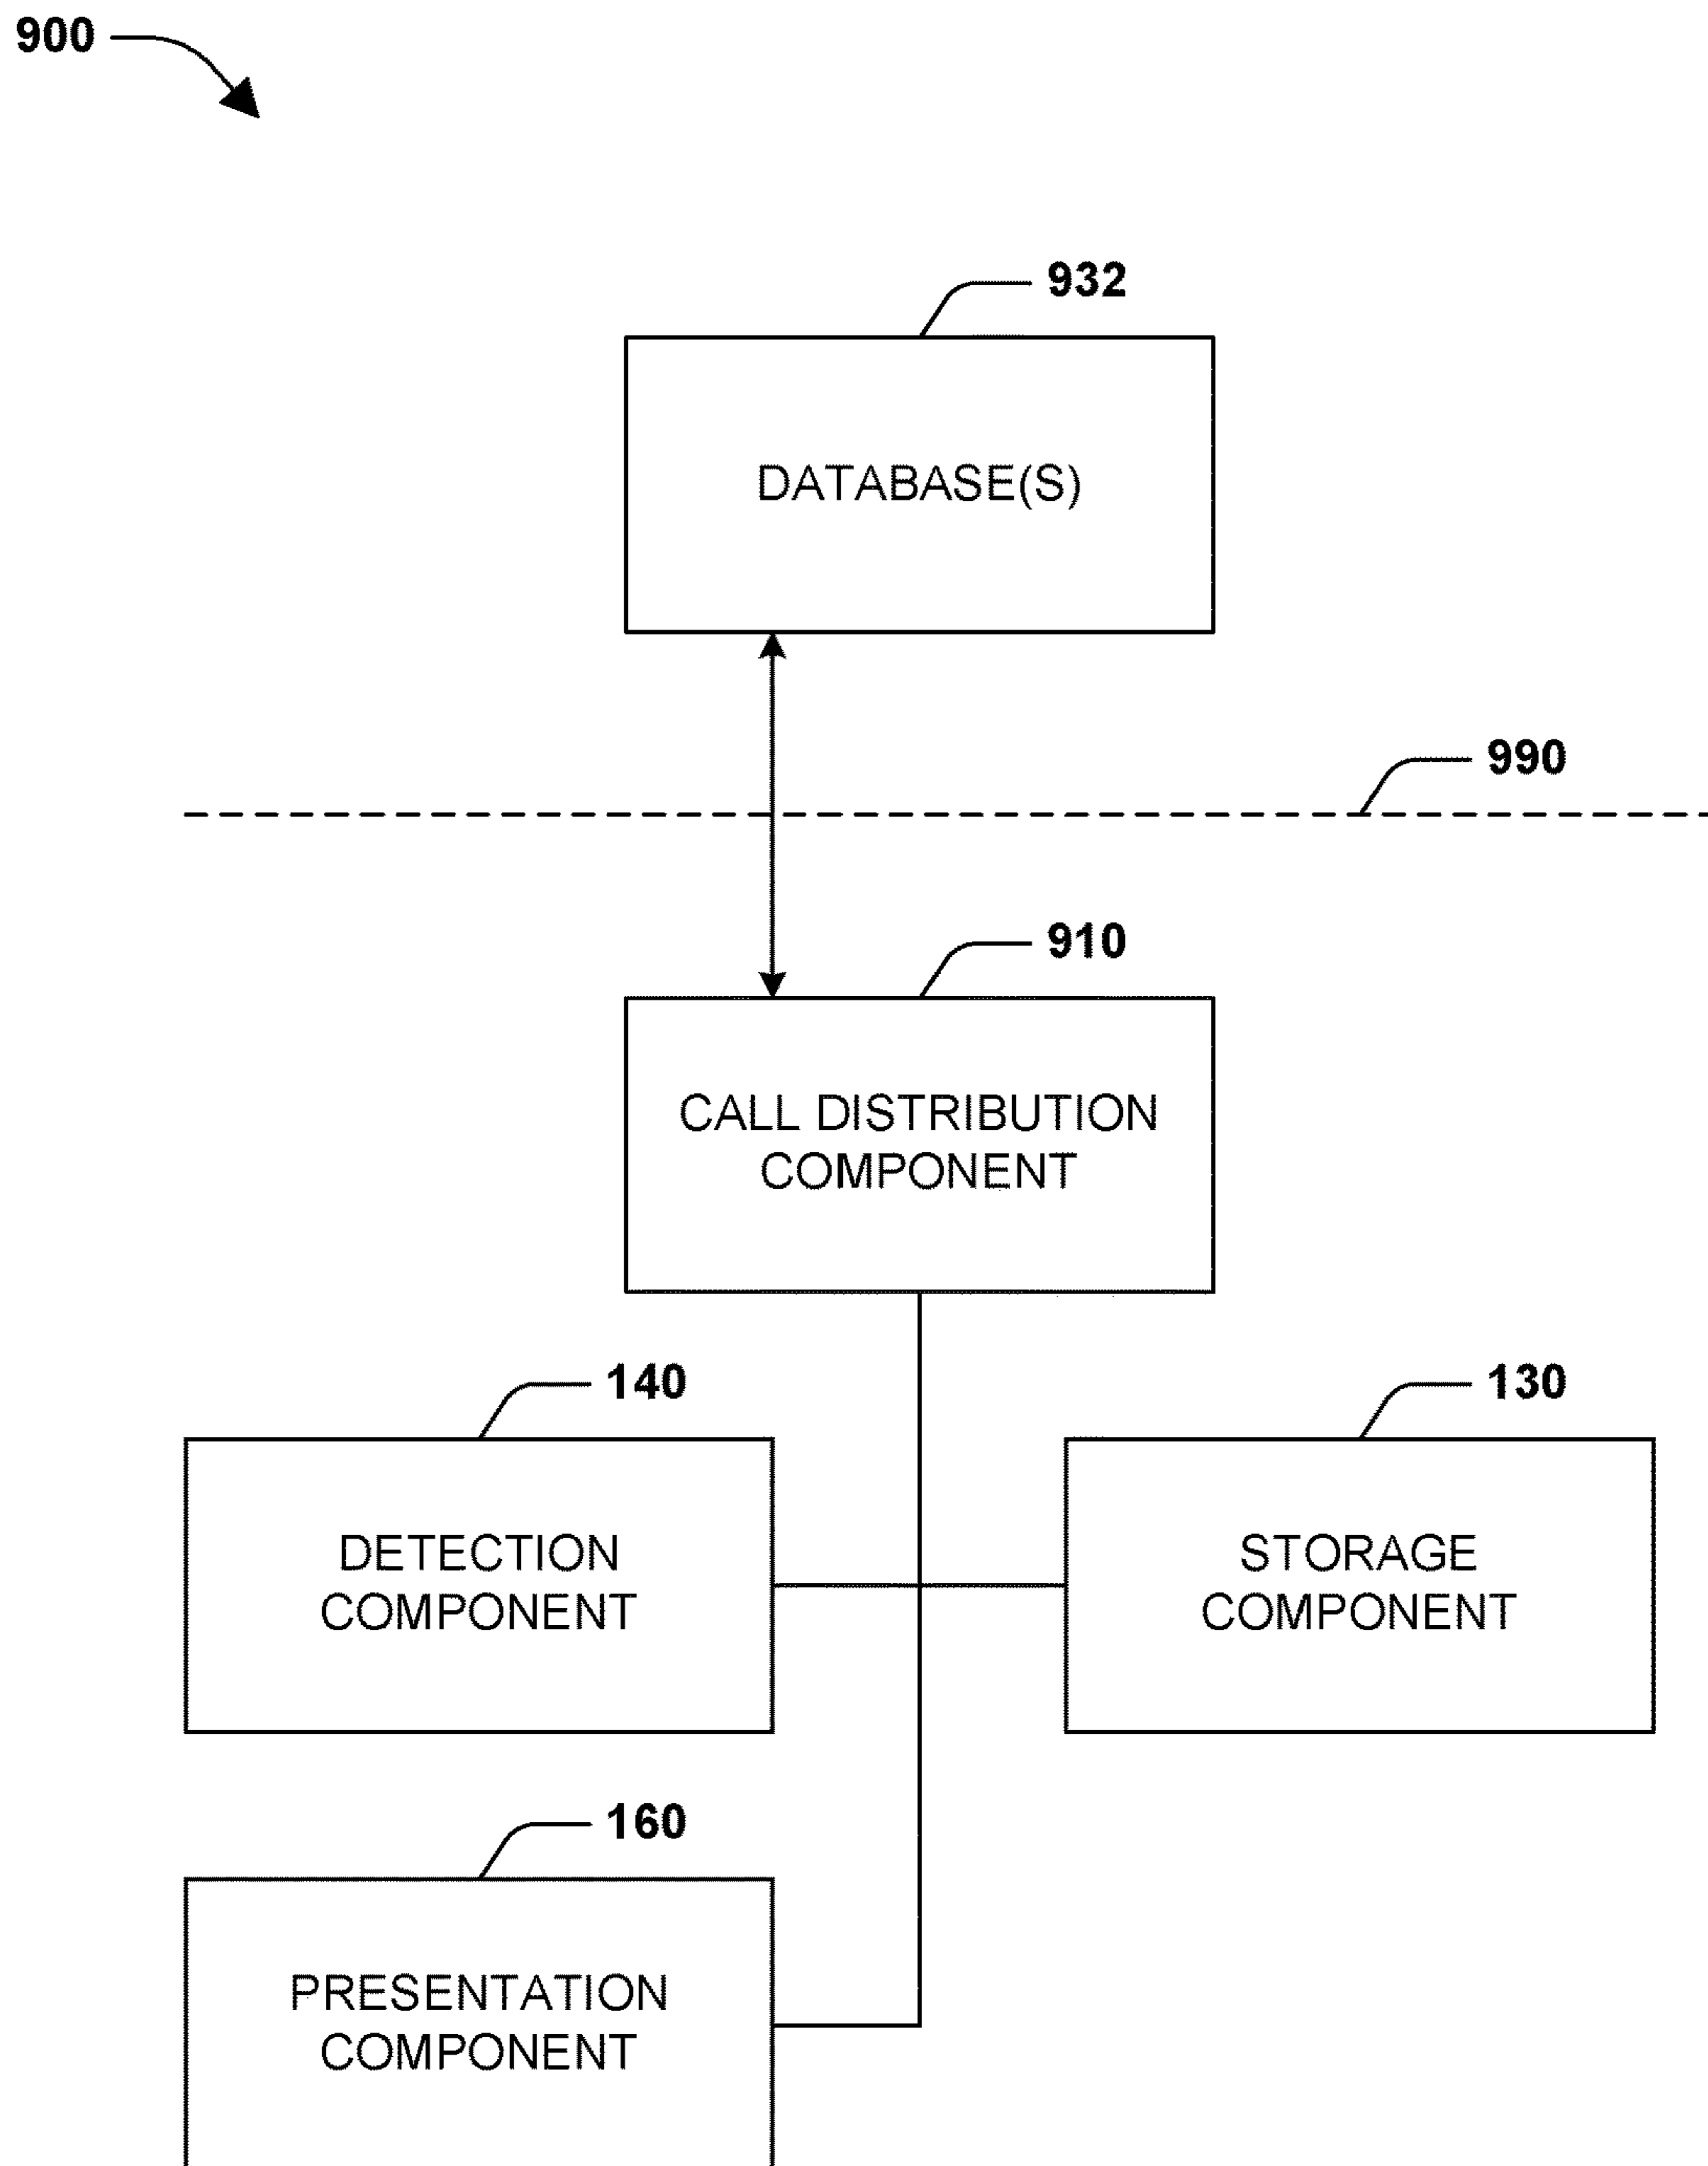 900
932
DATABASE(S)
990
910
CALL DISTRIBUTION
COMPONENT
140
130
DETECTION
COMPONENT
STORAGE
COMPONENT
160
PRESENTATION
COMPONENT